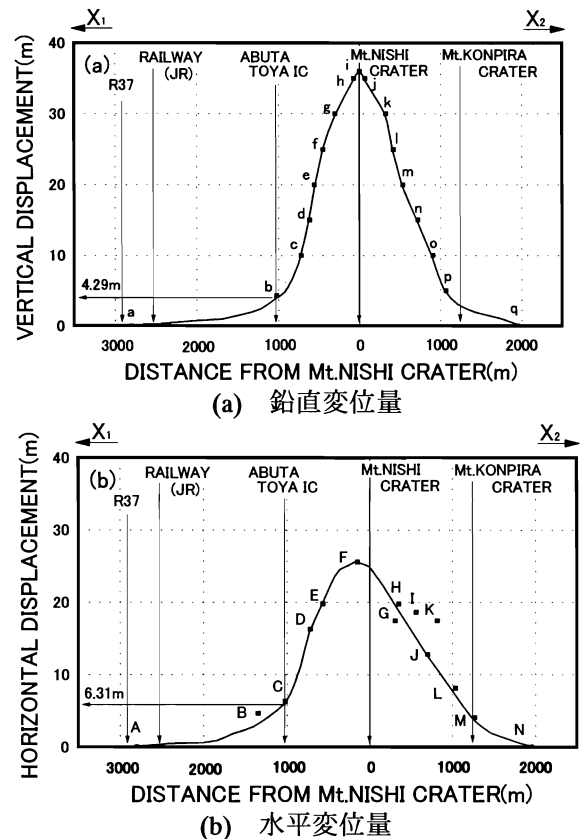 X1 X2
(a)
R37
RAILWAY
(JR)
ABUTA
TOYA IC
Mt.NISHI
CRATER
Mt.KONPIRA
CRATER
VERTICAL DISPLACEMENT(m)
40
30
20
10
0
4.29m
a b c d e f g h i j k l m n o p q
3000 2000 1000 0 1000 2000
DISTANCE FROM Mt.NISHI CRATER(m)
(a) 鉛直変位量
X1 X2
(b)
R37
RAILWAY
(JR)
ABUTA
TOYA IC
Mt.NISHI
CRATER
Mt.KONPIRA
CRATER
HORIZONTAL DISPLACEMENT(m)
40
30
20
10
0
6.31m
A B C D E F G H I J K L M N
3000 2000 1000 0 1000 2000
DISTANCE FROM Mt.NISHI CRATER(m)
(b) 水平変位量